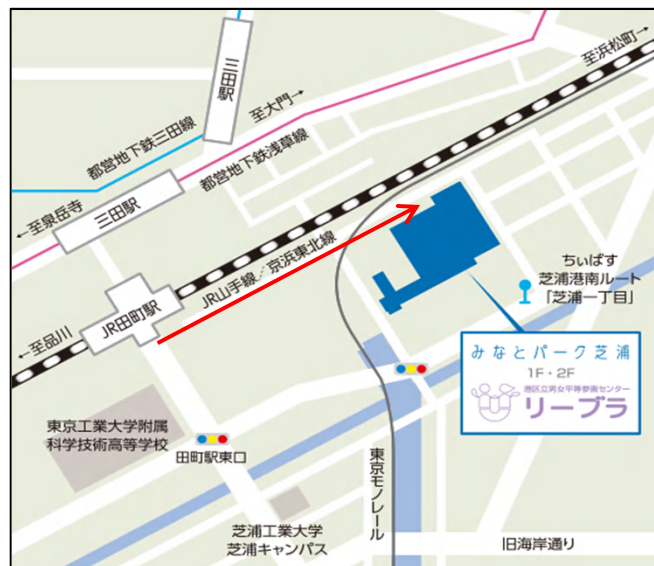 至浜松町→
三田駅
至大門→
都営地下鉄三田線
都営地下鉄浅草線
←至泉岳寺
三田駅
JR山手線/京浜東北線
JR田町駅
←至品川
ちぃばす
芝浦港南ルート
「芝浦一丁目」
みなとパーク芝浦
1F・2F
港区立男女平等参画センター
リーブラ
東京工業大学附属
科学技術高等学校
田町駅東口
東京モノレール
芝浦工業大学
芝浦キャンパス
旧海岸通り